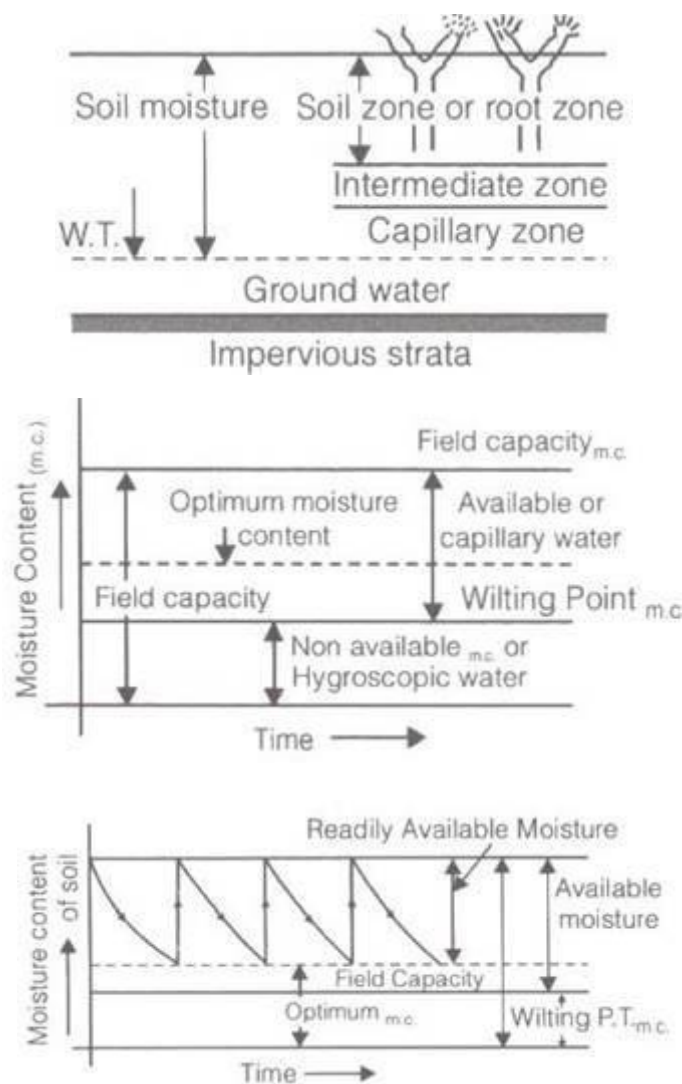 Soil moisture
Soil zone or root zone
Intermediate zone
W.T.
Capillary zone
Ground water
Impervious strata
Moisture Content (m.c.)
Field capacity m.c.
Optimum moisture
content
Available or
capillary water
Field capacity
Wilting Point m.c
Non available m.c. or
Hygroscopic water
Time
Readily Available Moisture
Moisture content
of soil
Available
moisture
Field Capacity
Optimum m.c.
Wilting P.T. m.c.
Time